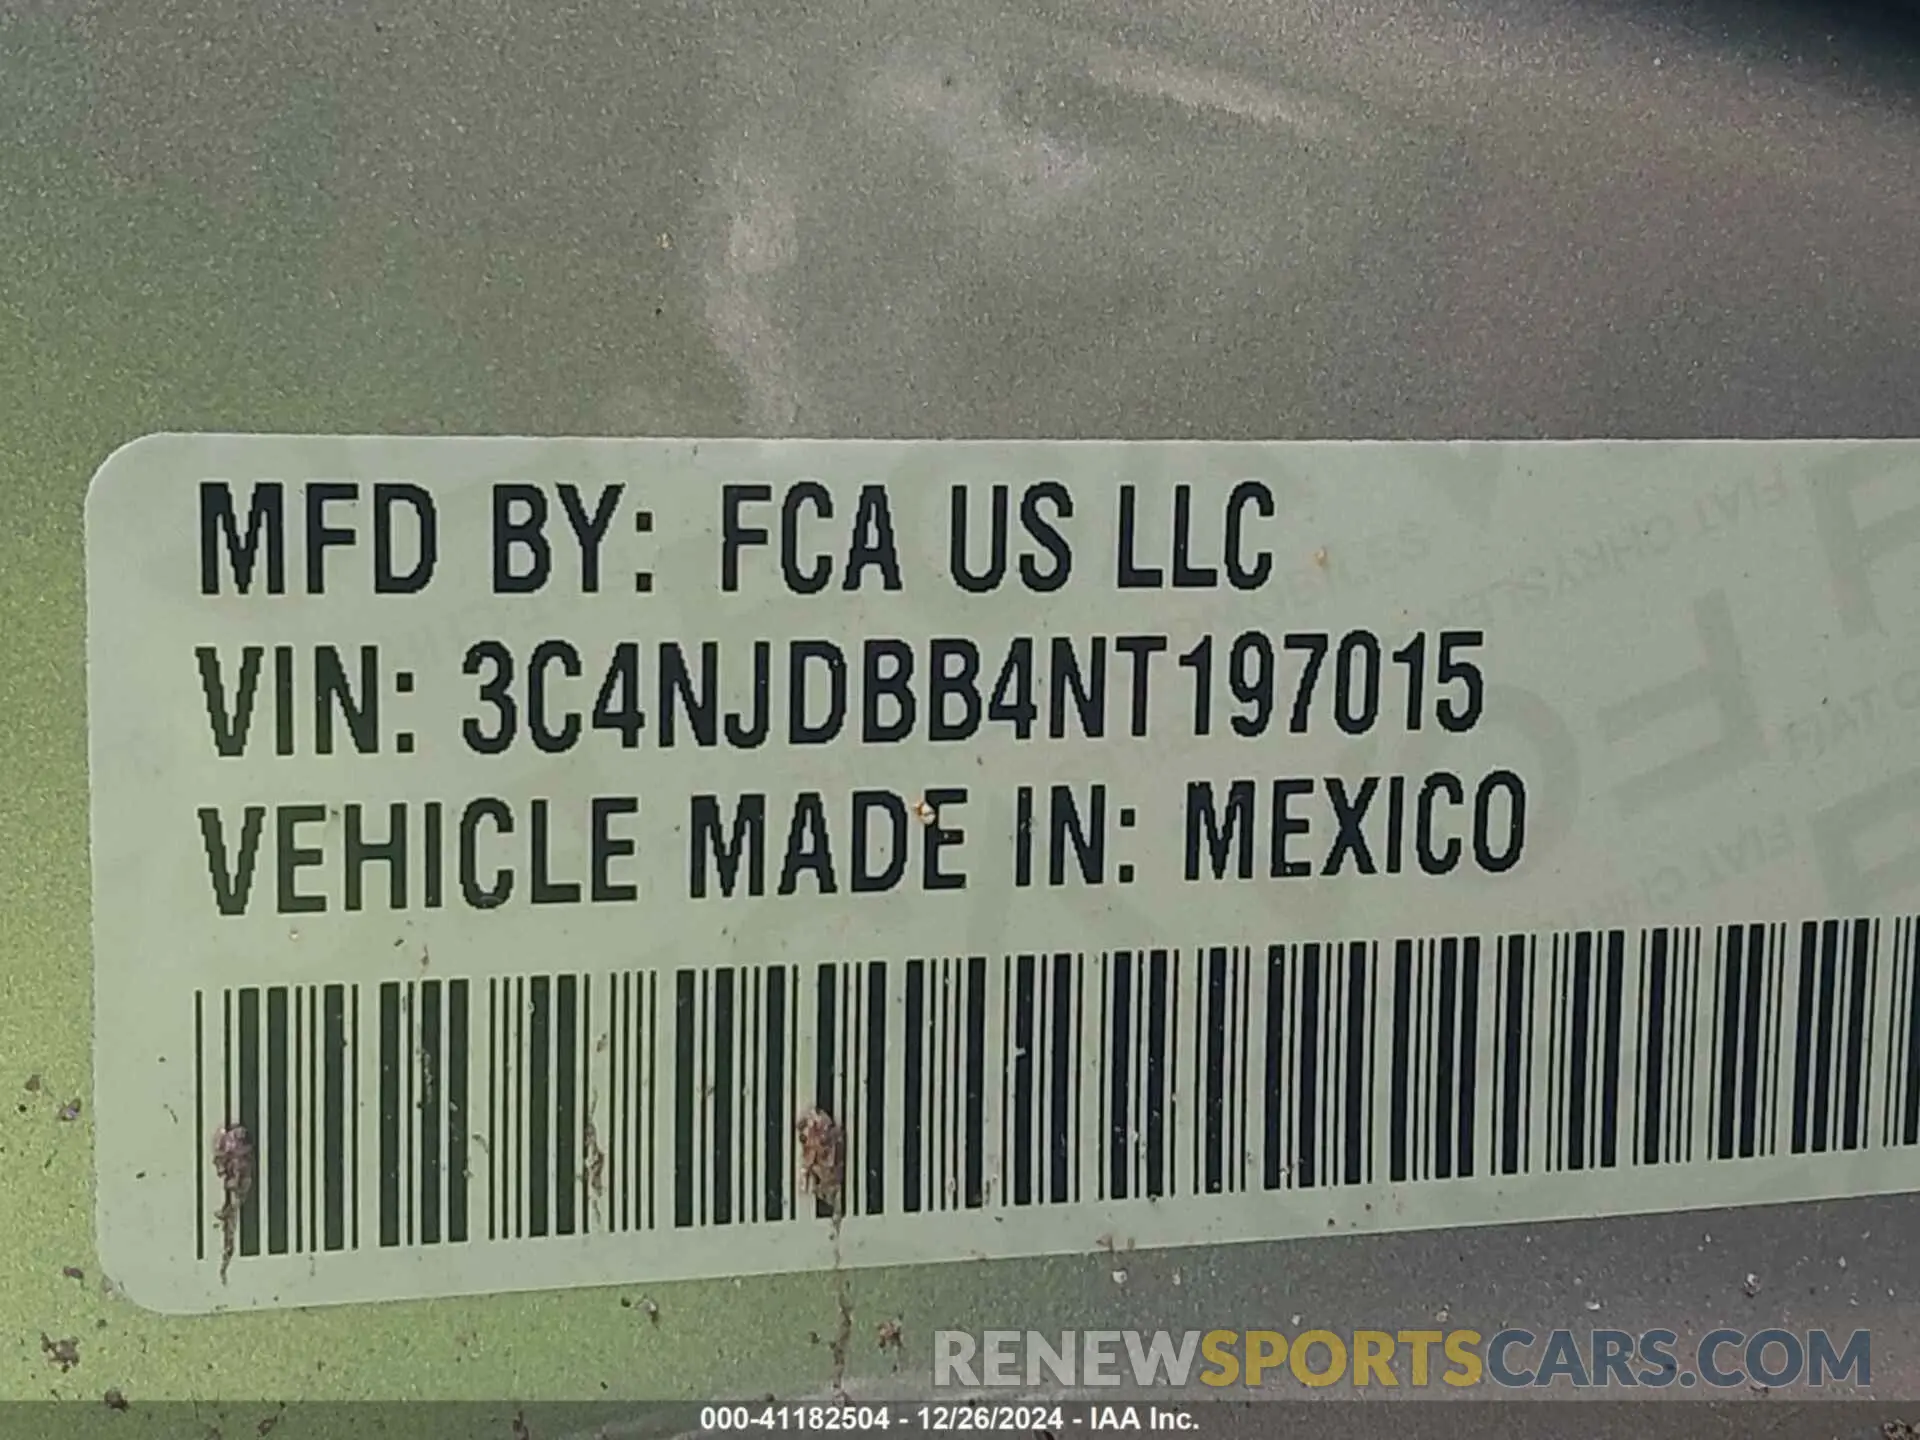 MFD BY: FCA US LLC
VIN: 3C4NJDBB4NT197015
VEHICLE MADE IN: MEXICO
RENEWSPORTSCARS.COM
000-41182504 - 12/26/2024 - IAA Inc.